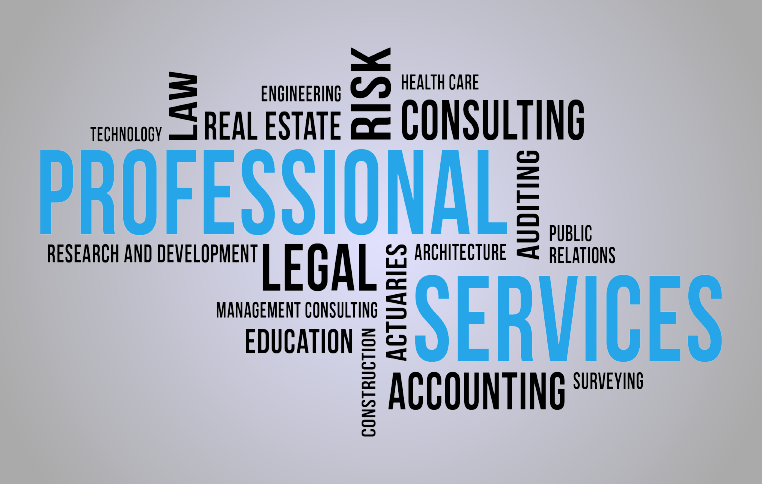 LAW
RISK
HEALTH CARE
ENGINEERING
TECHNOLOGY
REAL ESTATE
CONSULTING
PROFESSIONAL
AUDITING
PUBLIC
RELATIONS
RESEARCH AND DEVELOPMENT
LEGAL
ACTUARIES
ARCHITECTURE
SERVICES
MANAGEMENT CONSULTING
EDUCATION
CONSTRUCTION
ACCOUNTING
SURVEYING